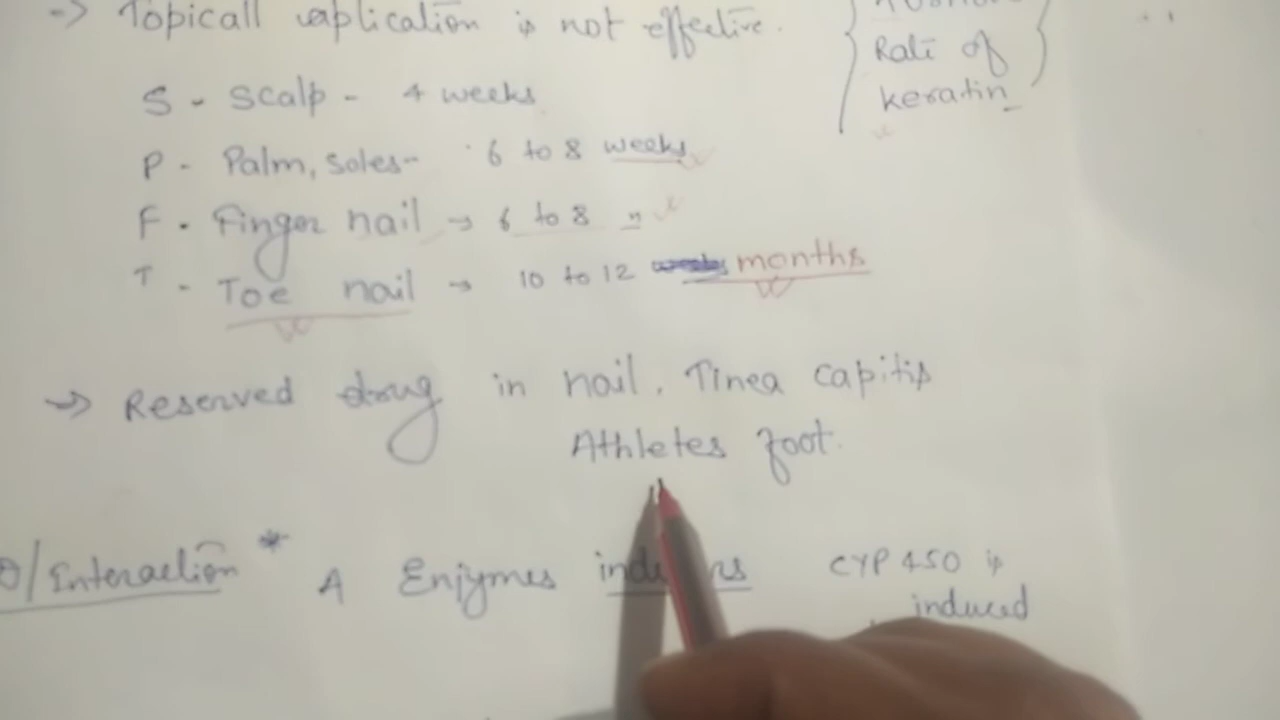 -> Topicall aplication is not effective.
Rate of
keratin
S - Scalp - 4 weeks
P - Palm, Soles - 6 to 8 weeks
F - Finger nail → 6 to 8 "
T - Toe nail → 10 to 12 months
→ Reserved drug in nail, Tinea capitis
Athletes foot.
D/Interaction * A Enzymes CYP 450 is
induced